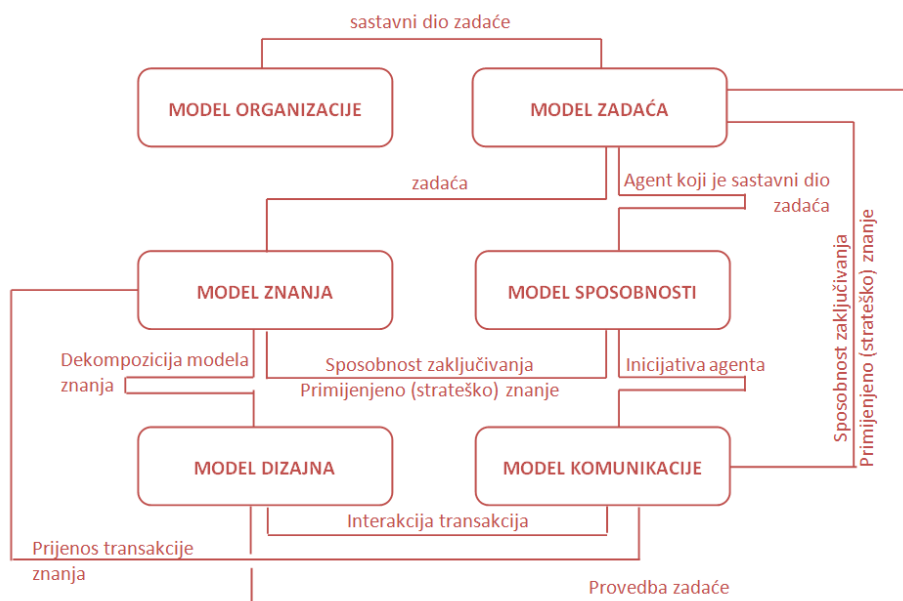 sastavni dio zadaće
MODEL ORGANIZACIJE
MODEL ZADAĆA
zadaća
Agent koji je sastavni dio
zadaća
MODEL ZNANJA
MODEL SPOSOBNOSTI
Sposobnost zaključivanja
Primijenjeno (strateško) znanje
Dekompozicija modela
znanja
Sposobnost zaključivanja
Primijenjeno (strateško) znanje
Inicijativa agenta
MODEL DIZAJNA
MODEL KOMUNIKACIJE
Interakcija transakcija
Prijenos transakcije
znanja
Provedba zadaće